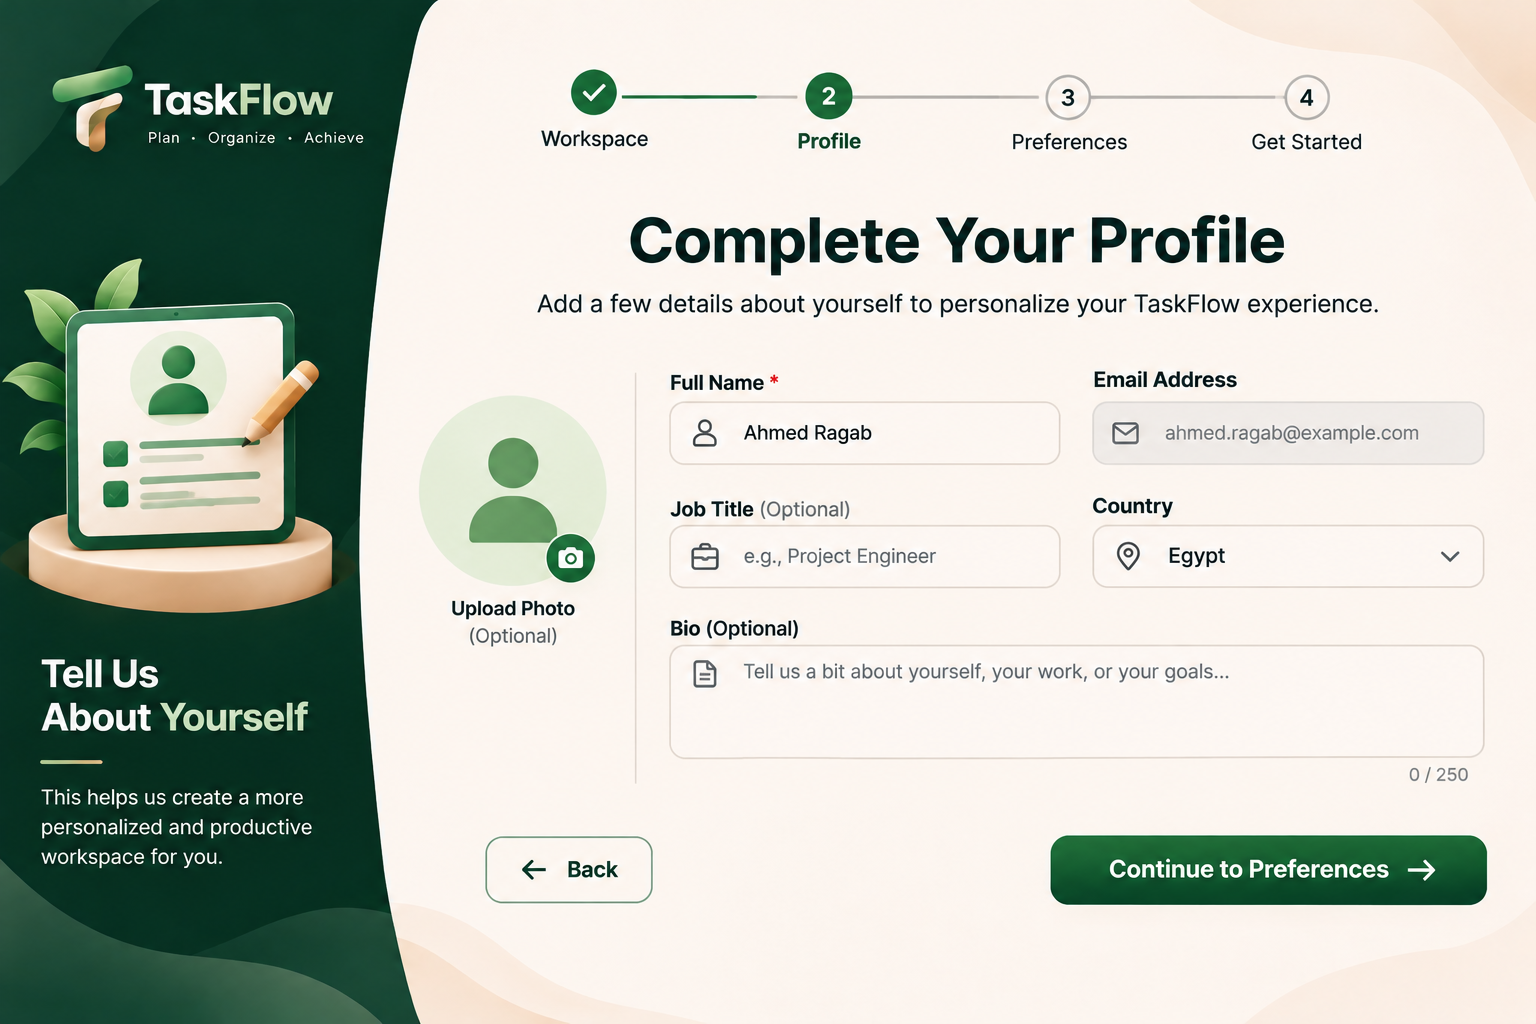 TaskFlow
Plan • Organize • Achieve
2
3
4
Workspace
Profile
Preferences
Get Started
Complete Your Profile
Add a few details about yourself to personalize your TaskFlow experience.
Upload Photo
(Optional)
Full Name *
Ahmed Ragab
Email Address
ahmed.ragab@example.com
Job Title (Optional)
e.g., Project Engineer
Country
Egypt
Bio (Optional)
Tell us a bit about yourself, your work, or your goals...
0 / 250
Tell Us
About Yourself
This helps us create a more
personalized and productive
workspace for you.
Back
Continue to Preferences